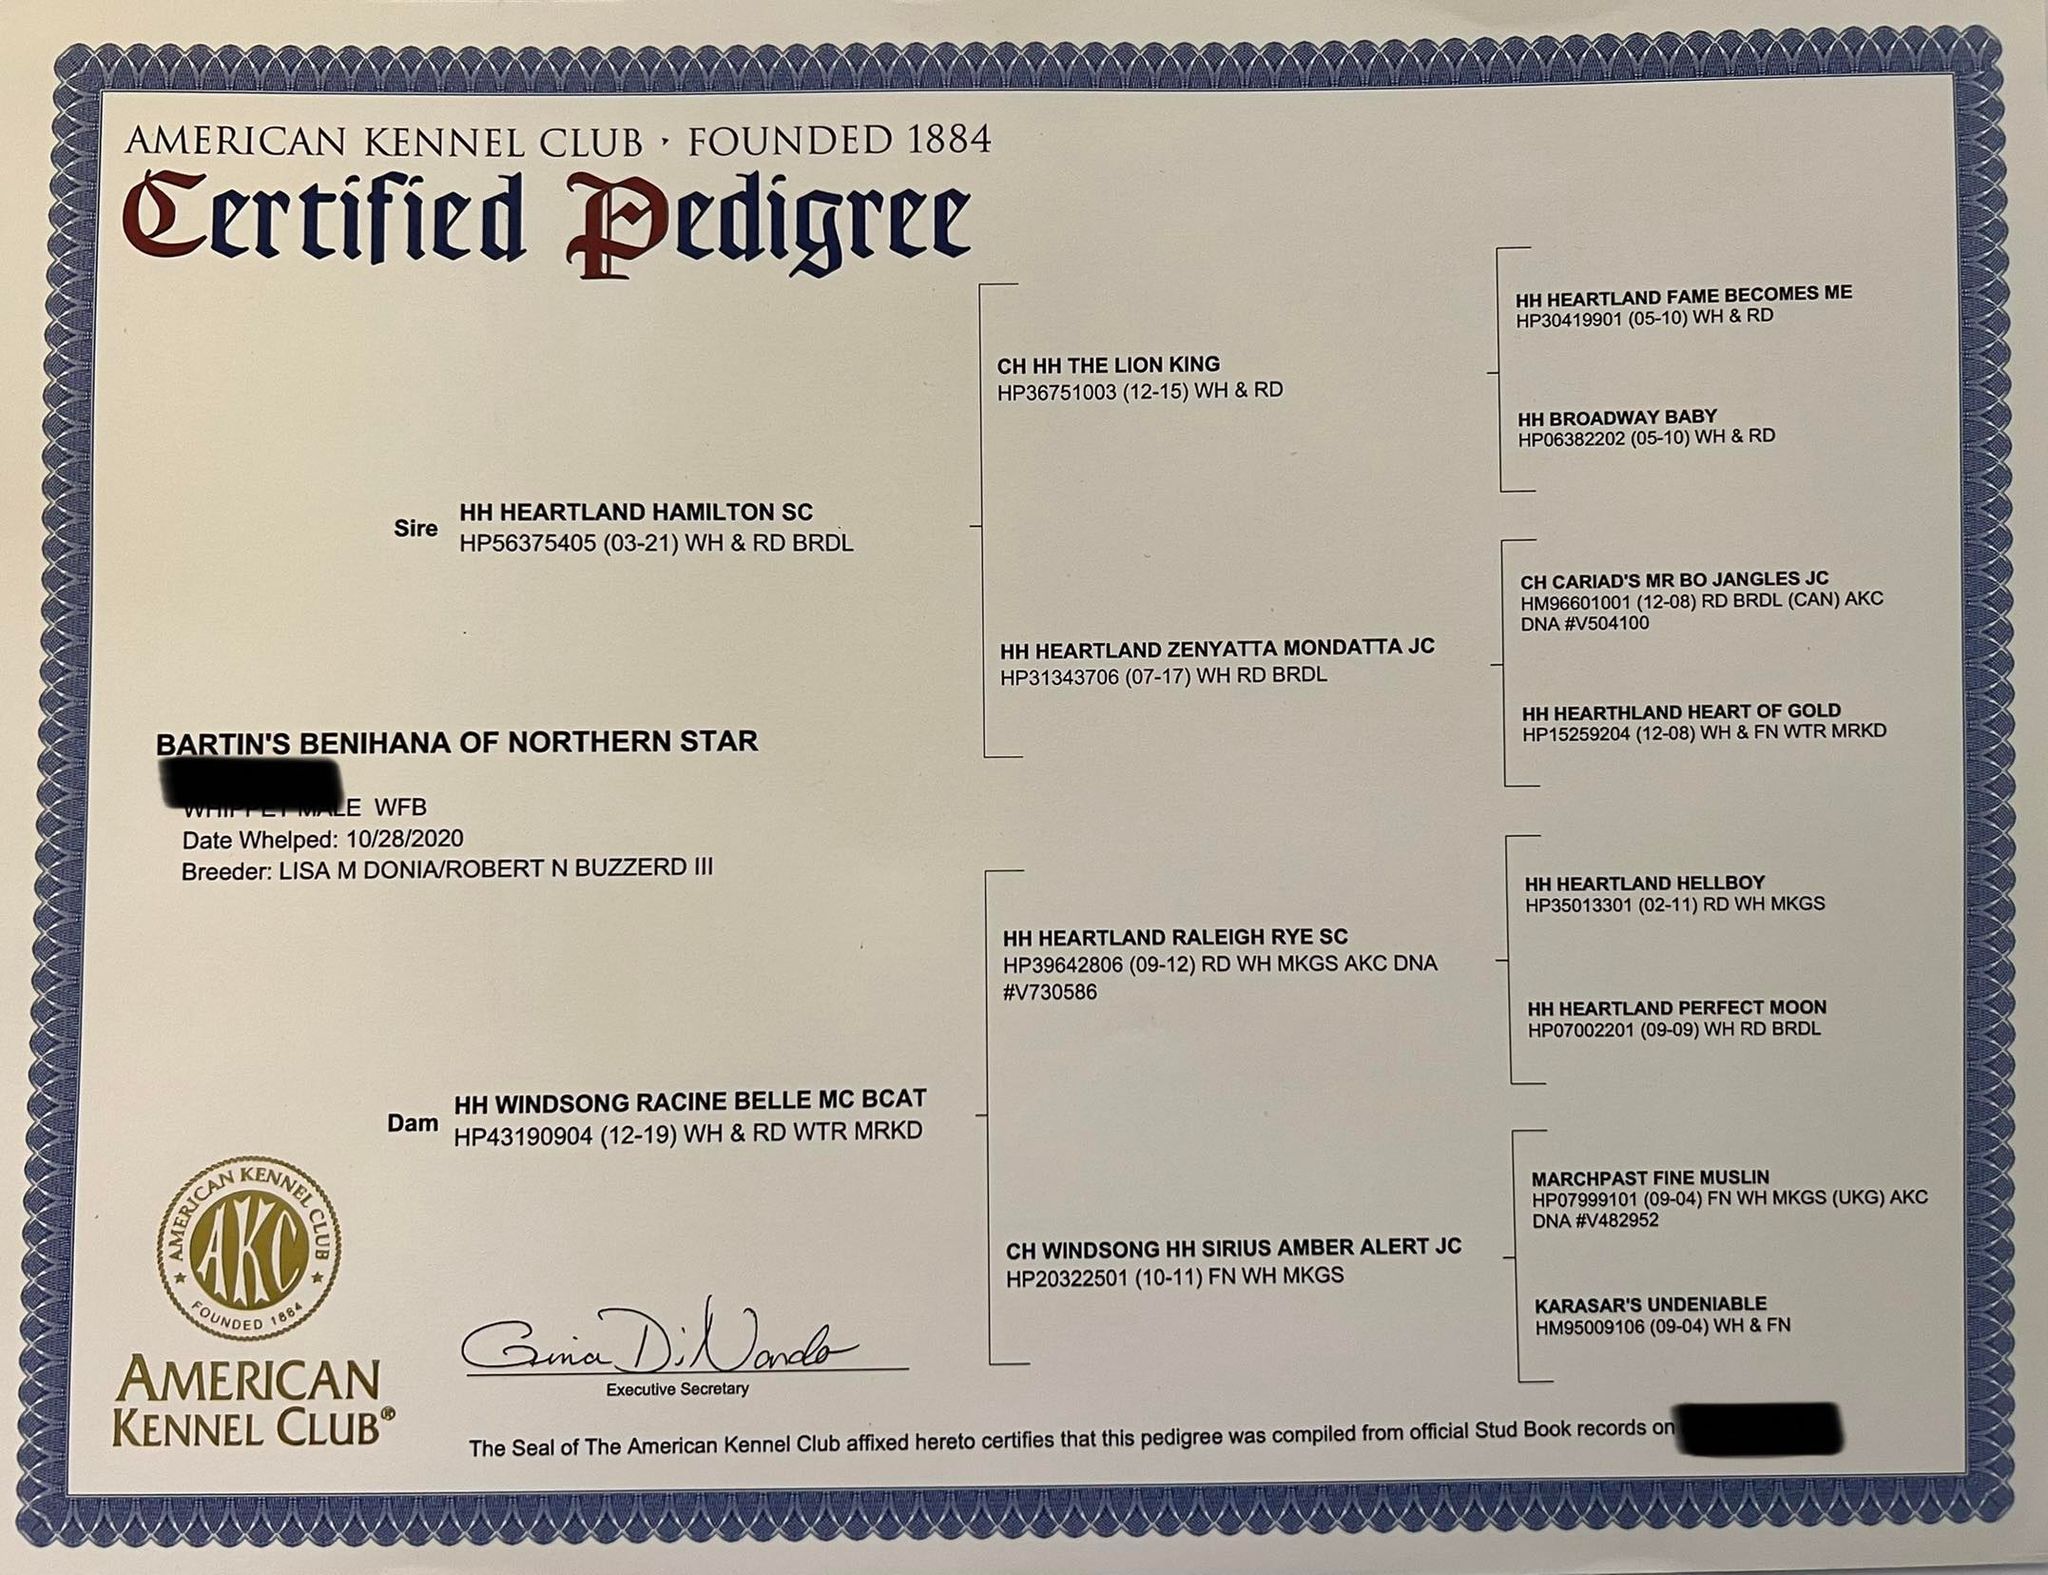 AMERICAN KENNEL CLUB · FOUNDED 1884
Certified Pedigree
HH HEARTLAND FAME BECOMES ME
HP30419901 (05-10) WH & RD
CH HH THE LION KING
HP36751003 (12-15) WH & RD
HH BROADWAY BABY
HP06382202 (05-10) WH & RD
Sire
HH HEARTLAND HAMILTON SC
HP56375405 (03-21) WH & RD BRDL
CH CARIAD'S MR BO JANGLES JC
HM96601001 (12-08) RD BRDL (CAN) AKC
DNA #V504100
HH HEARTLAND ZENYATTA MONDATTA JC
HP31343706 (07-17) WH RD BRDL
HH HEARTHLAND HEART OF GOLD
HP15259204 (12-08) WH & FN WTR MRKD
BARTIN'S BENIHANA OF NORTHERN STAR
WHIPPET MALE WFB
Date Whelped: 10/28/2020
Breeder: LISA M DONIA/ROBERT N BUZZERD III
HH HEARTLAND HELLBOY
HP35013301 (02-11) RD WH MKGS
HH HEARTLAND RALEIGH RYE SC
HP39642806 (09-12) RD WH MKGS AKC DNA
#V730586
HH HEARTLAND PERFECT MOON
HP07002201 (09-09) WH RD BRDL
Dam
HH WINDSONG RACINE BELLE MC BCAT
HP43190904 (12-19) WH & RD WTR MRKD
MARCHPAST FINE MUSLIN
HP07999101 (09-04) FN WH MKGS (UKG) AKC
DNA #V482952
CH WINDSONG HH SIRIUS AMBER ALERT JC
HP20322501 (10-11) FN WH MKGS
KARASAR'S UNDENIABLE
HM95009106 (09-04) WH & FN
AMERICAN KENNEL CLUB
AKC
FOUNDED 1884
AMERICAN
KENNEL CLUB®
Gina DiNardo
Executive Secretary
The Seal of The American Kennel Club affixed hereto certifies that this pedigree was compiled from official Stud Book records on